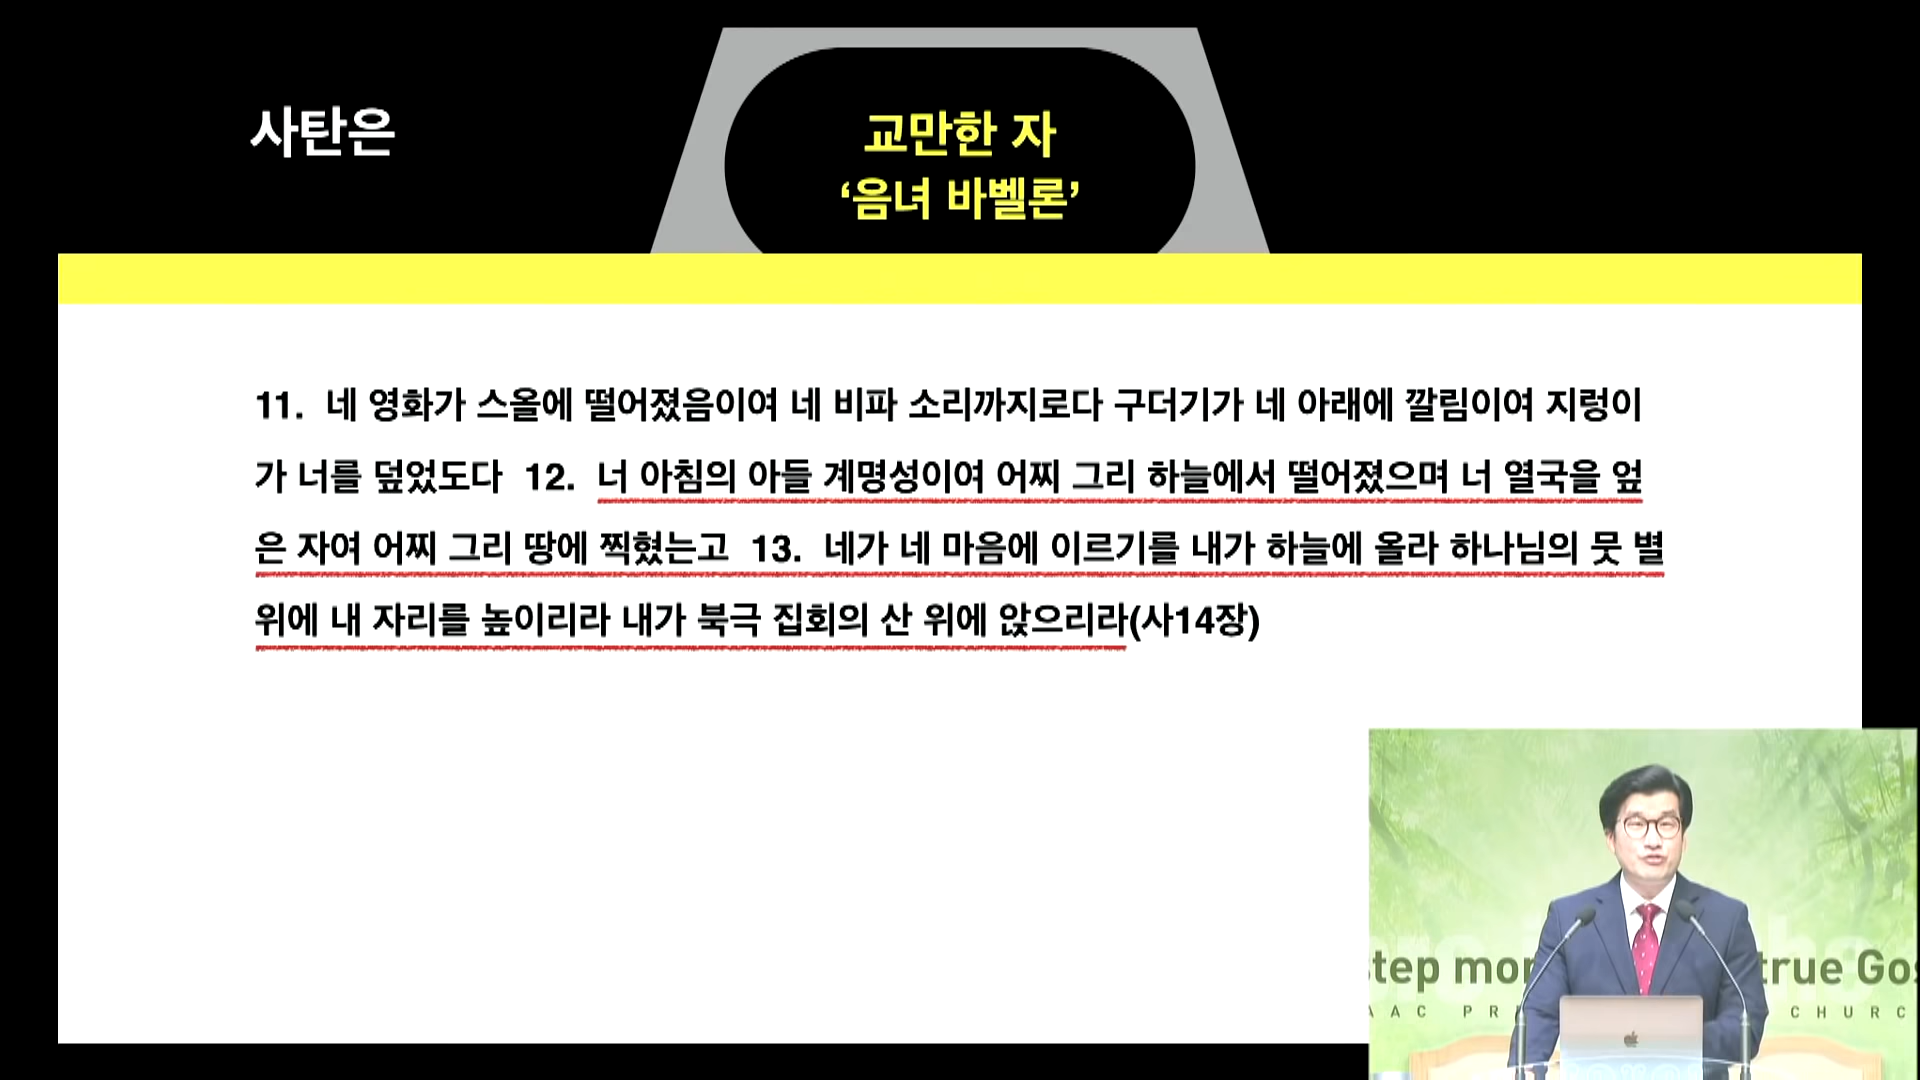 사탄은
교만한 자
‘음녀 바벨론’
11. 네 영화가 스올에 떨어졌음이여 네 비파 소리까지로다 구더기가 네 아래에 깔림이여 지렁이
가 너를 덮었도다 12. 너 아침의 아들 계명성이여 어찌 그리 하늘에서 떨어졌으며 너 열국을 엎
은 자여 어찌 그리 땅에 찍혔는고 13. 네가 네 마음에 이르기를 내가 하늘에 올라 하나님의 뭇 별
위에 내 자리를 높이리라 내가 북극 집회의 산 위에 앉으리라(사14장)
step mor true Gos
AAC PR CHURC